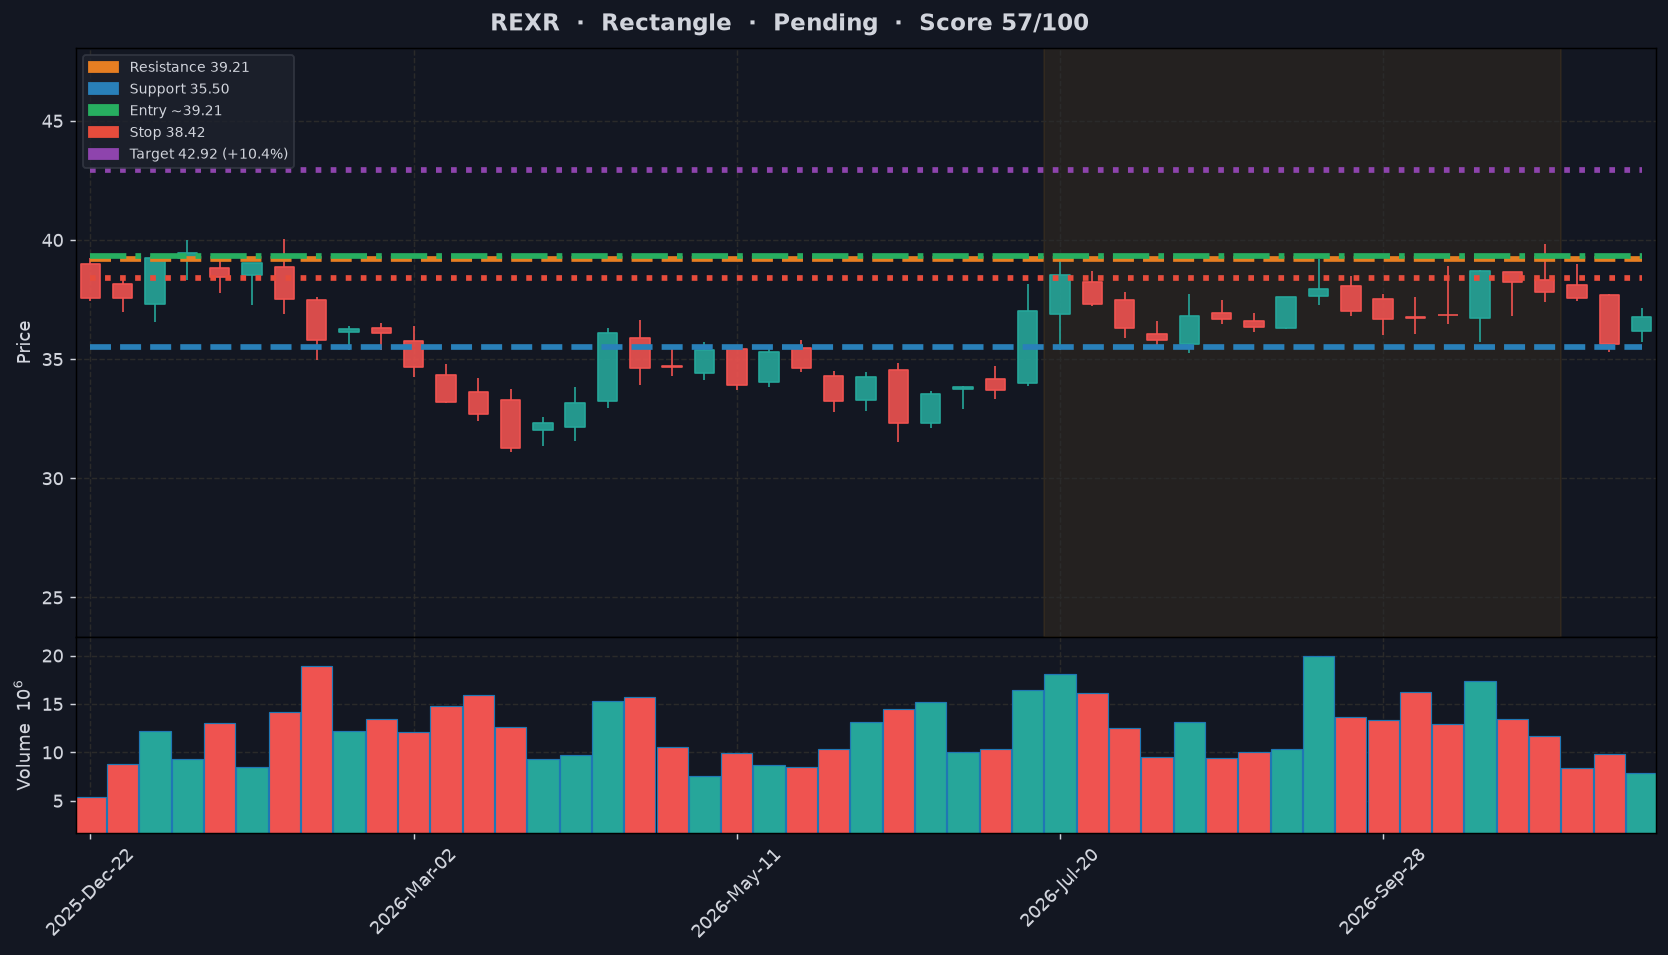 REXR · Rectangle · Pending · Score 57/100
Resistance 39.21
Support 35.50
Entry ~39.21
Stop 38.42
Target 42.92 (+10.4%)
Price
45
40
35
30
25
Volume 10⁶
20
15
10
5
2025-Dec-22
2026-Mar-02
2026-May-11
2026-Jul-20
2026-Sep-28